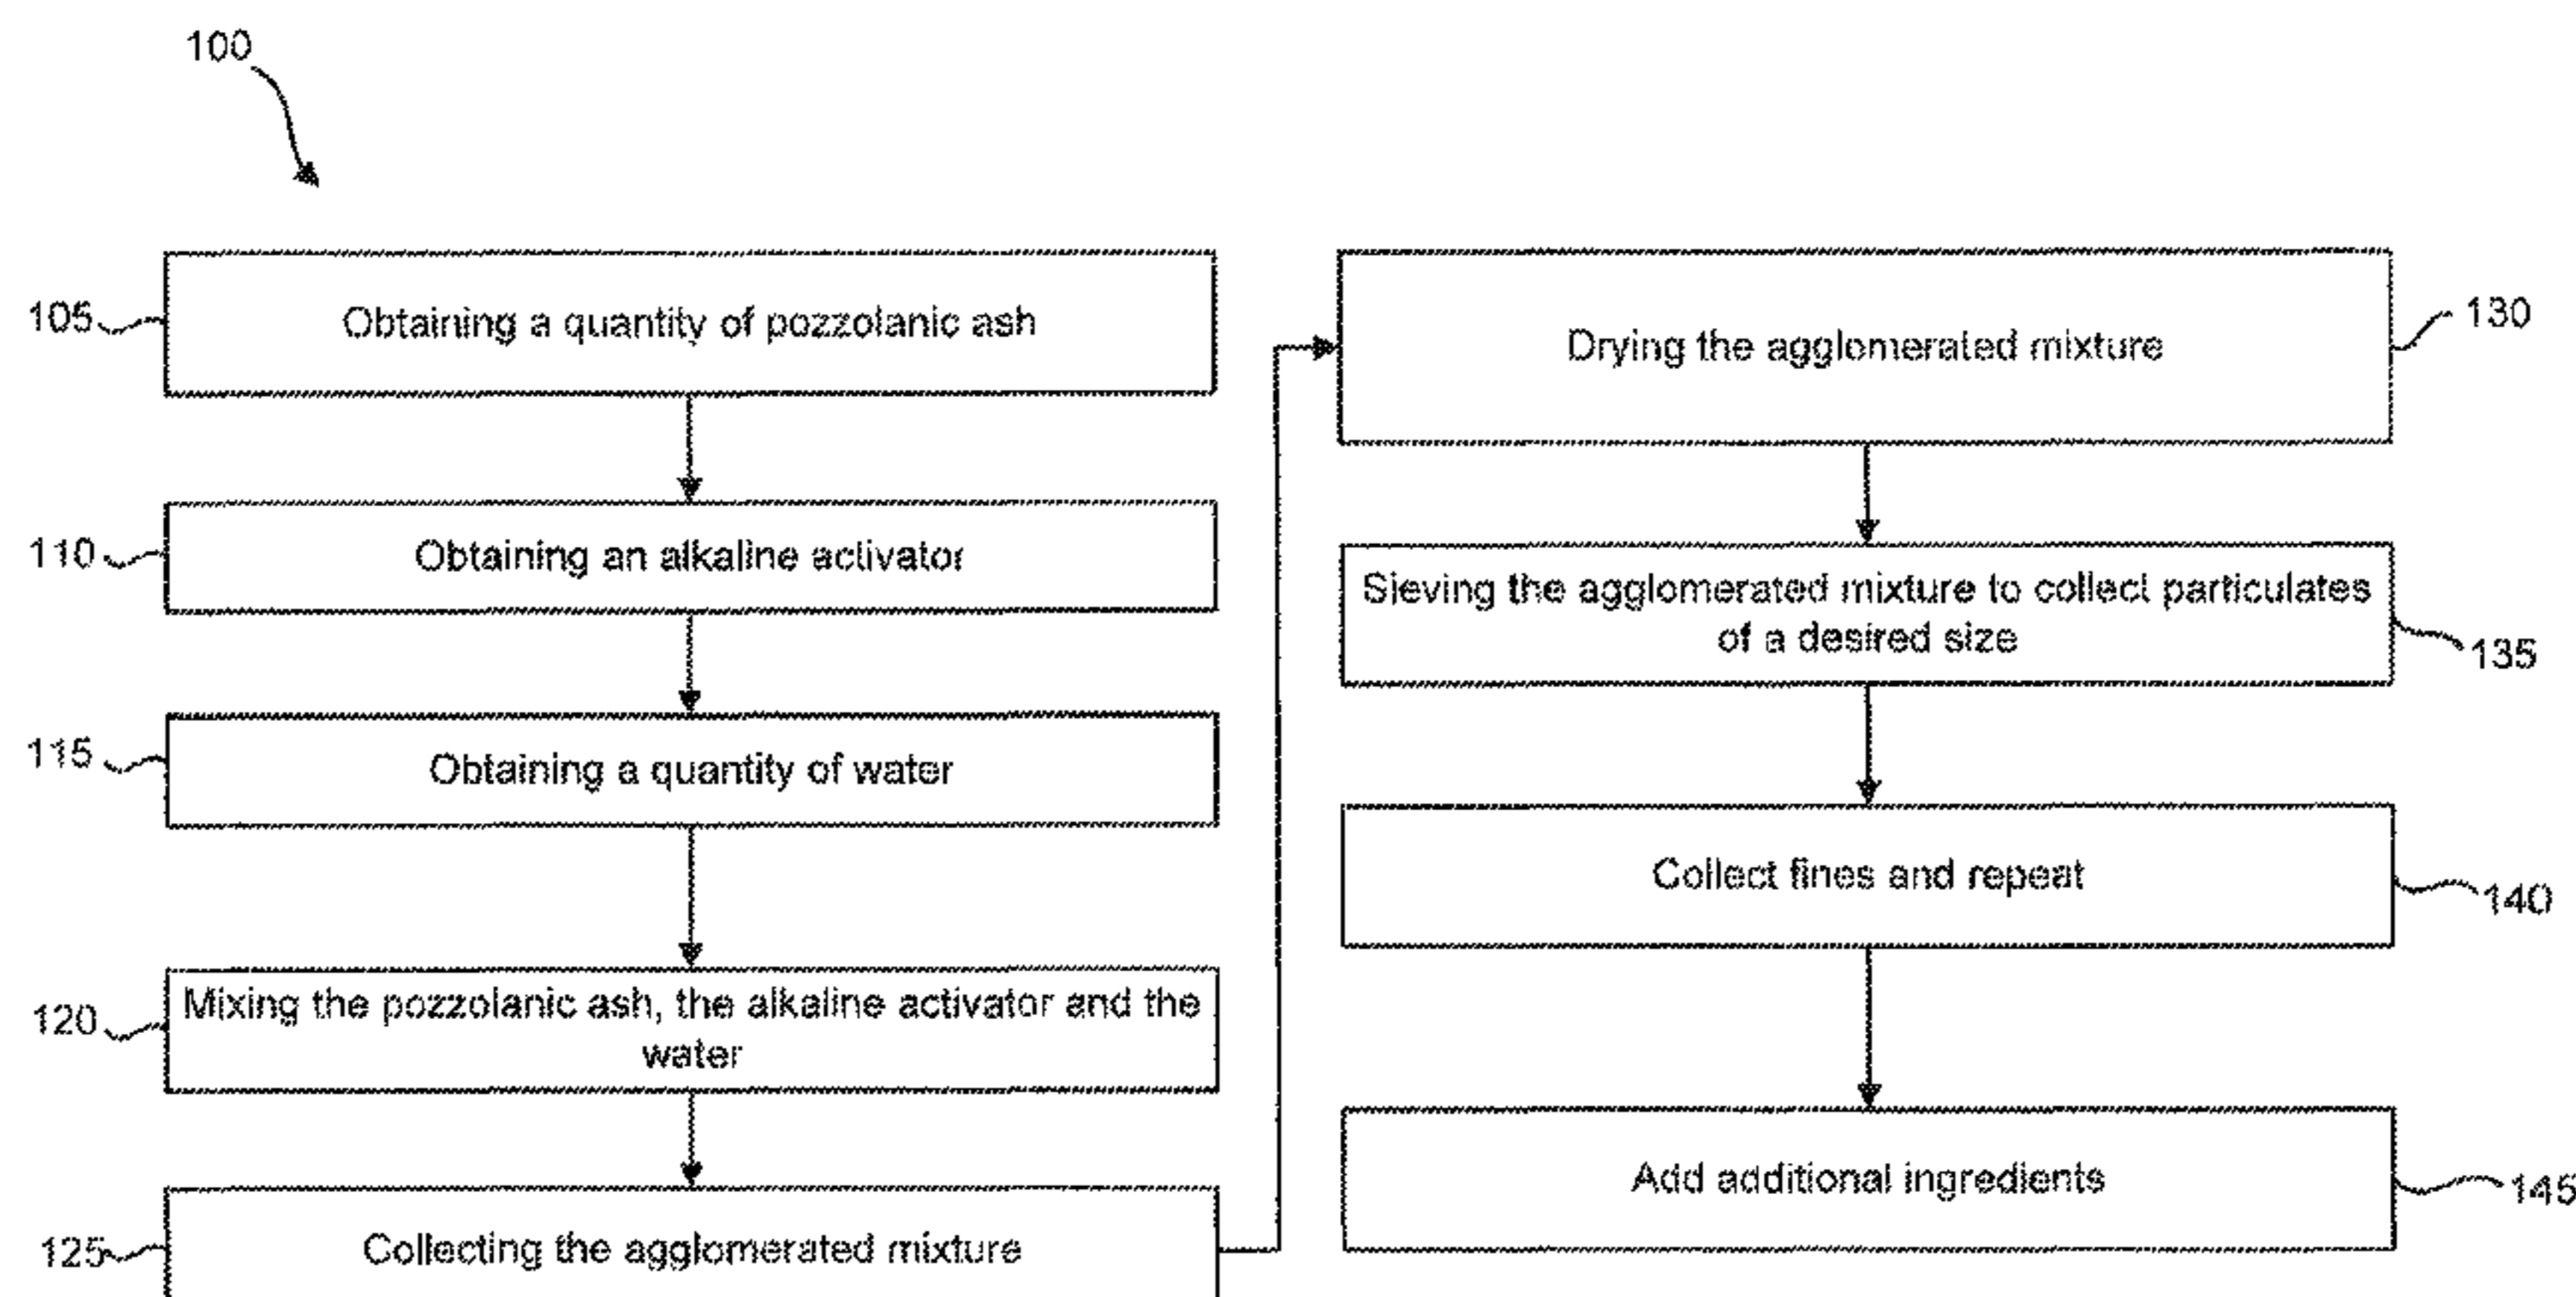 100
105
Obtaining a quantity of pozzolanic ash
110
Obtaining an alkaline activator
115
Obtaining a quantity of water
120
Mixing the pozzolanic ash, the alkaline activator and the
water
125
Collecting the agglomerated mixture
Drying the agglomerated mixture
130
Sieving the agglomerated mixture to collect particulates
of a desired size
135
Collect fines and repeat
140
Add additional ingredients
145